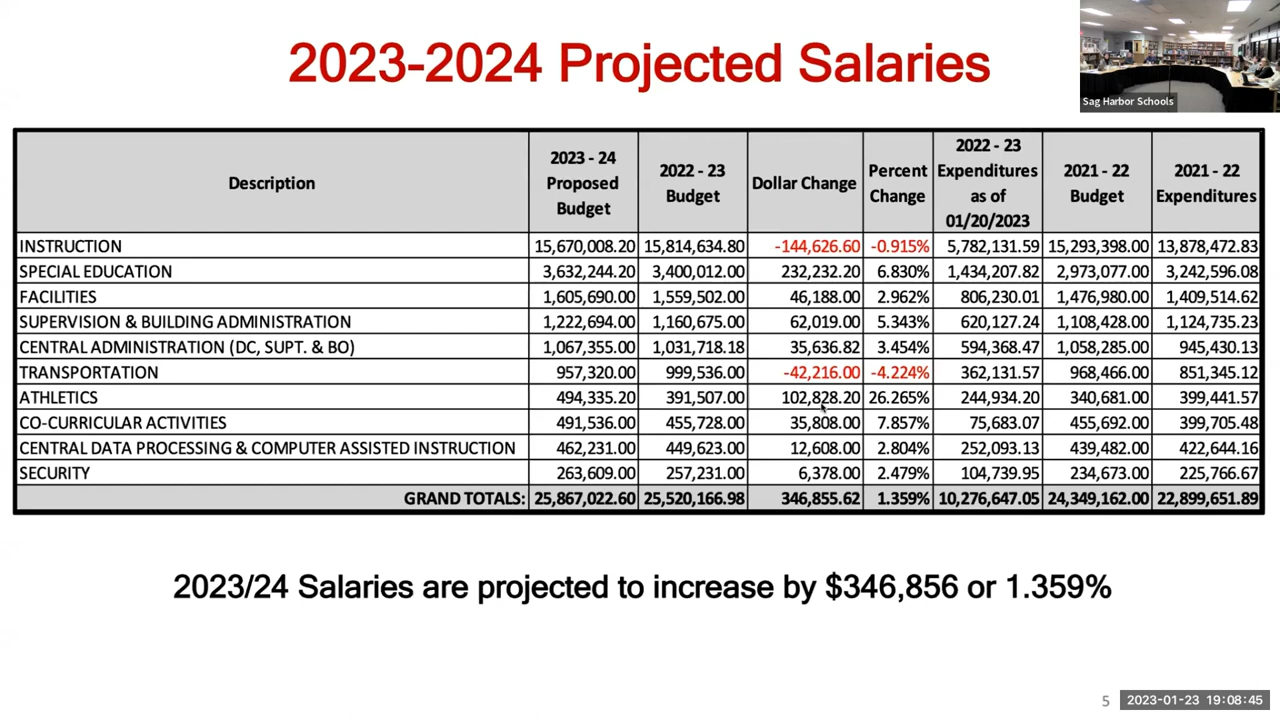 2023-2024 Projected Salaries
Sag Harbor Schools
Description
2023 - 24 Proposed Budget
2022 - 23 Budget
Dollar Change
Percent Change
2022 - 23 Expenditures as of 01/20/2023
2021 - 22 Budget
2021 - 22 Expenditures
INSTRUCTION 15,670,008.20 15,814,634.80 -144,626.60 -0.915% 5,782,131.59 15,293,398.00 13,878,472.83
SPECIAL EDUCATION 3,632,244.20 3,400,012.00 232,232.20 6.830% 1,434,207.82 2,973,077.00 3,242,596.08
FACILITIES 1,605,690.00 1,559,502.00 46,188.00 2.962% 806,230.01 1,476,980.00 1,409,514.62
SUPERVISION & BUILDING ADMINISTRATION 1,222,694.00 1,160,675.00 62,019.00 5.343% 620,127.24 1,108,428.00 1,124,735.23
CENTRAL ADMINISTRATION (DC, SUPT. & BO) 1,067,355.00 1,031,718.18 35,636.82 3.454% 594,368.47 1,058,285.00 945,430.13
TRANSPORTATION 957,320.00 999,536.00 -42,216.00 -4.224% 362,131.57 968,466.00 851,345.12
ATHLETICS 494,335.20 391,507.00 102,828.20 26.265% 244,934.20 340,681.00 399,441.57
CO-CURRICULAR ACTIVITIES 491,536.00 455,728.00 35,808.00 7.857% 75,683.07 455,692.00 399,705.48
CENTRAL DATA PROCESSING & COMPUTER ASSISTED INSTRUCTION 462,231.00 449,623.00 12,608.00 2.804% 252,093.13 439,482.00 422,644.16
SECURITY 263,609.00 257,231.00 6,378.00 2.479% 104,739.95 234,673.00 225,766.67
GRAND TOTALS: 25,867,022.60 25,520,166.98 346,855.62 1.359% 10,276,647.05 24,349,162.00 22,899,651.89
2023/24 Salaries are projected to increase by $346,856 or 1.359%
5
2023-01-23 19:08:45